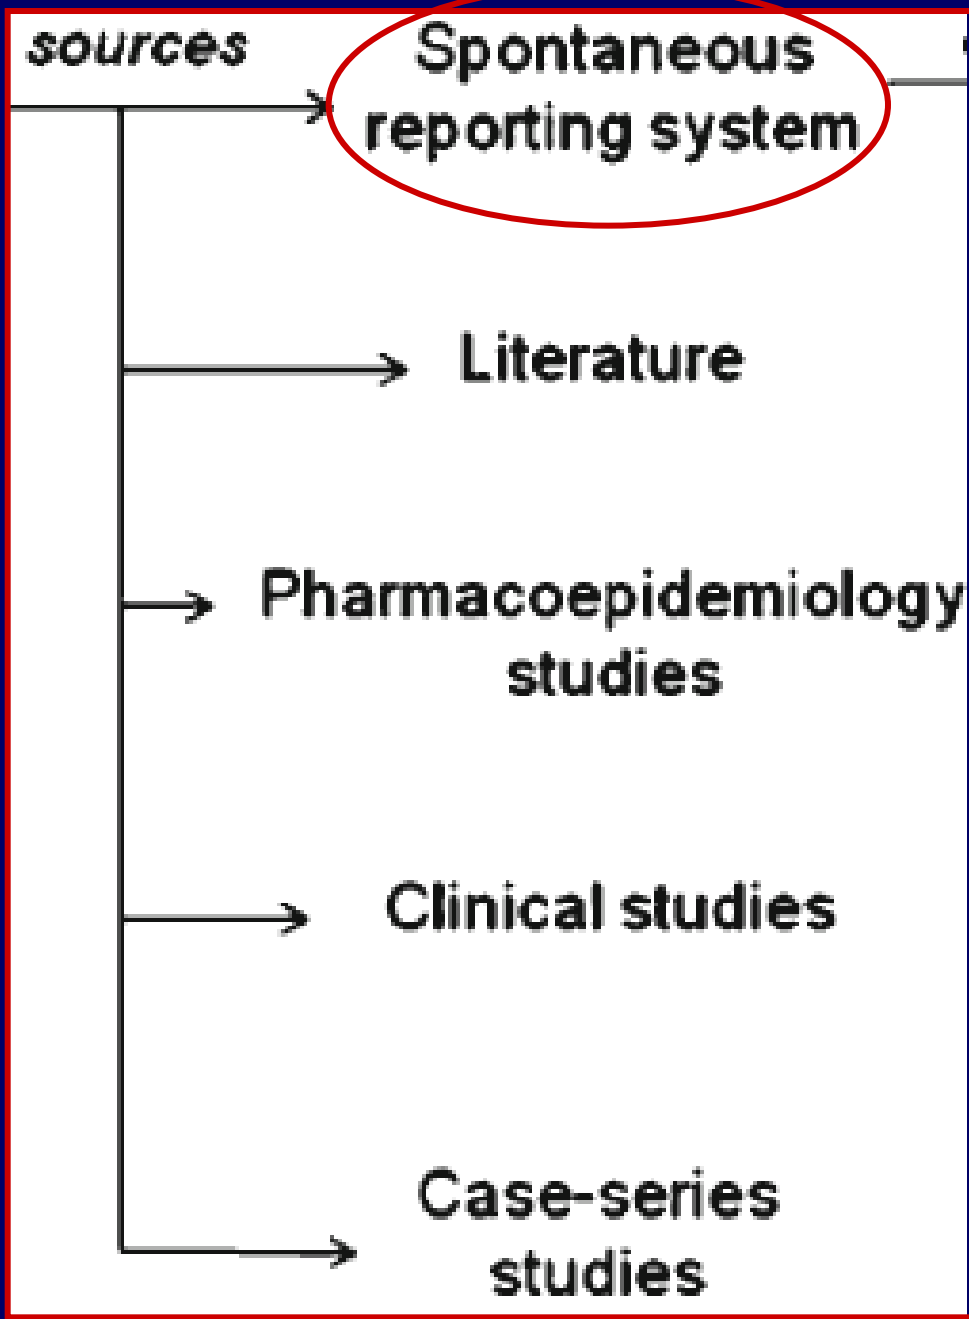 sources
Spontaneous
reporting system
Literature
Pharmacoepidemiology
studies
Clinical studies
Case-series
studies